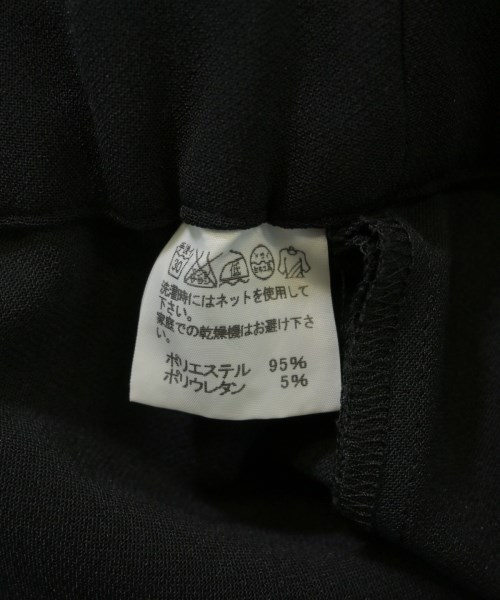 30
低
洗濯時にはネットを使用して
下さい。
家庭での乾燥機はお避け下さ
い。
ポリエステル 95%
ポリウレタン 5%